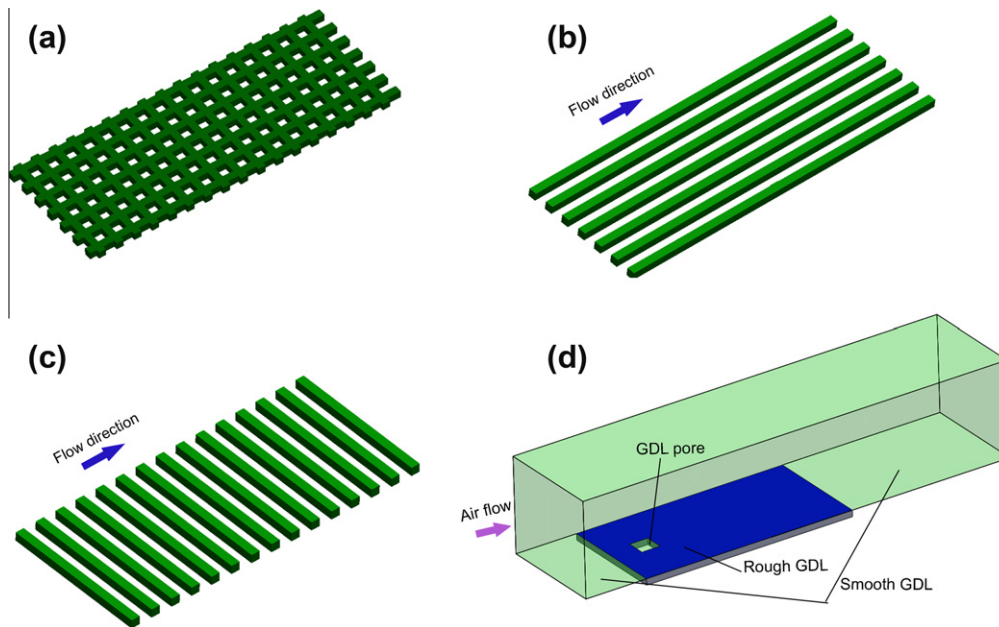 (a)
(b)
Flow direction
(c)
Flow direction
(d)
GDL pore
Air flow
Rough GDL
Smooth GDL